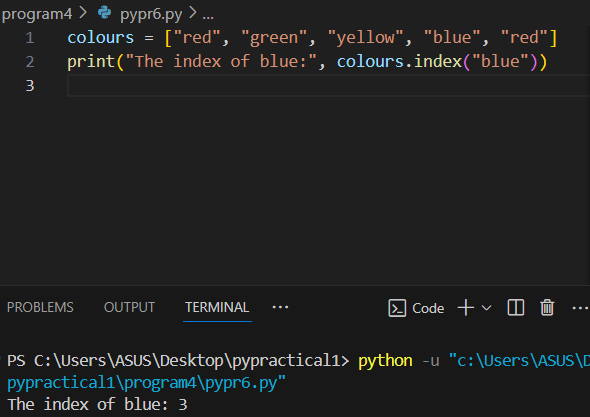 program4 > pypr6.py > ...
1 colours = ["red", "green", "yellow", "blue", "red"]
2 print("The index of blue:", colours.index("blue"))
3
PROBLEMS OUTPUT TERMINAL ... Code
PS C:\Users\ASUS\Desktop\pypractical1> python -u "c:\Users\ASUS\D
pypractical1\program4\pypr6.py"
The index of blue: 3